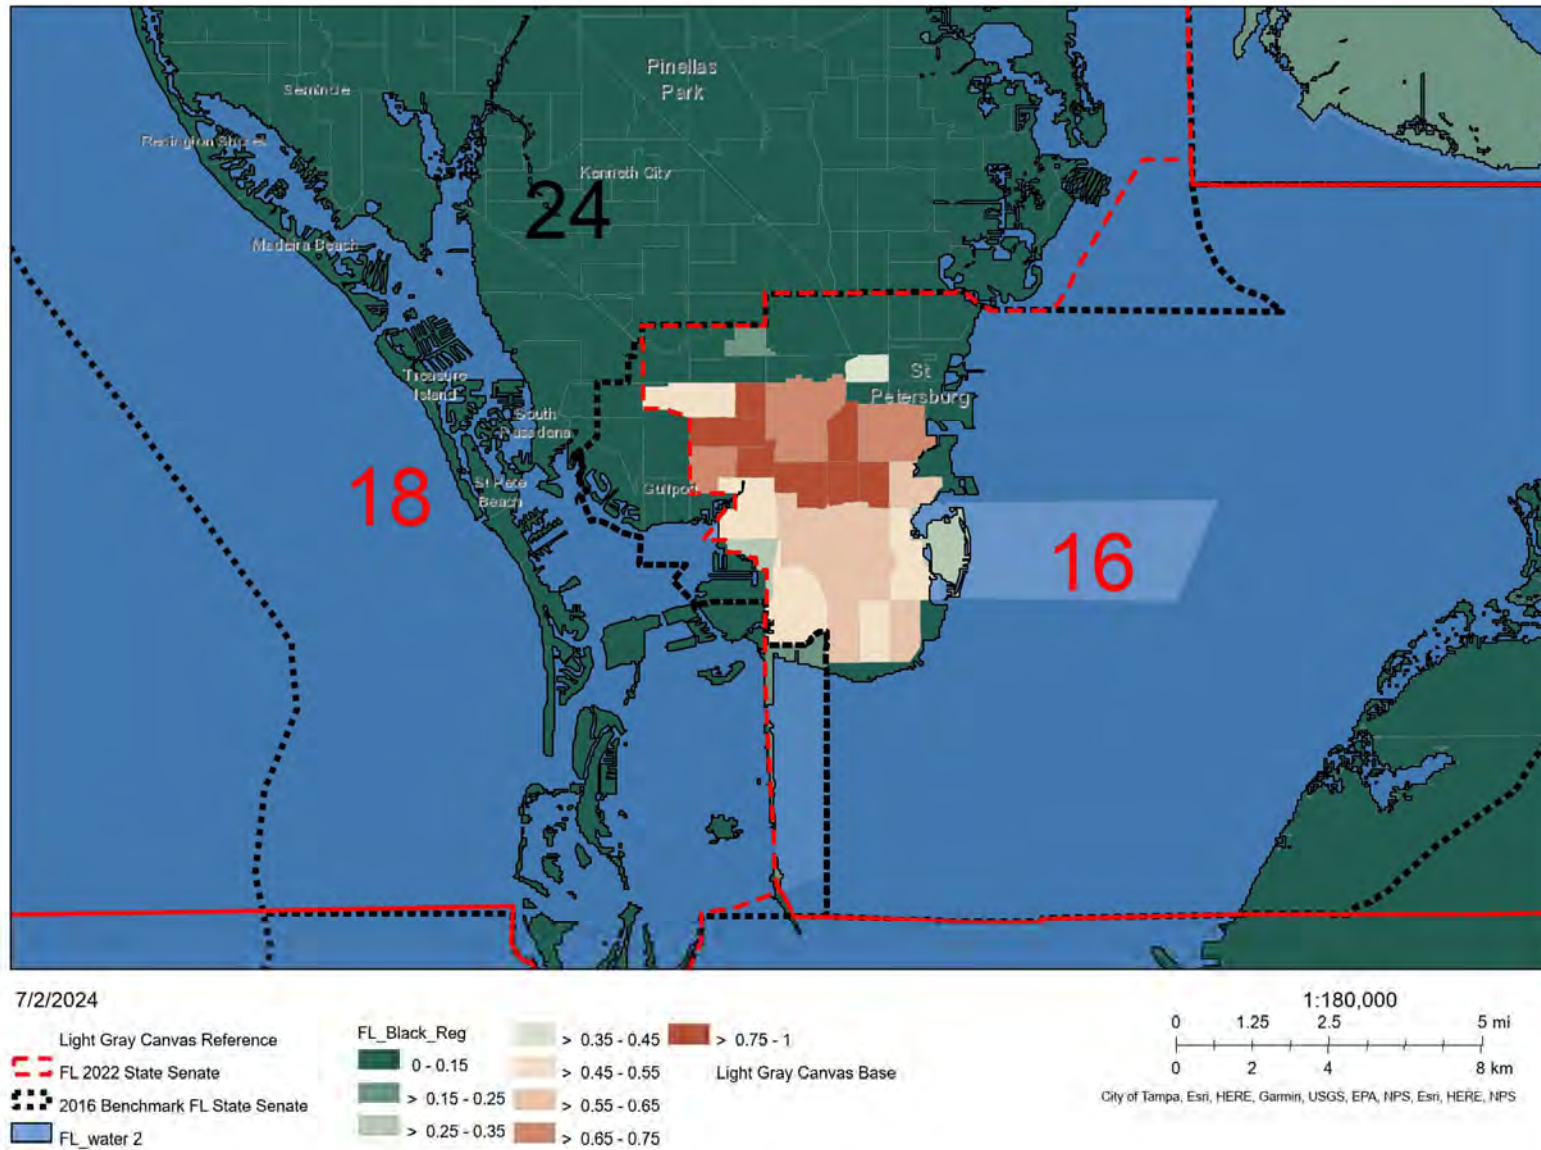 Pinellas
Park
Seminole
Redington Shores
Kenneth City
24
Madeira Beach
St
Petersburg
Treasure
Island
South
Pasadena
18
St Pete
Beach
Gulfport
16
7/2/2024
Light Gray Canvas Reference
FL 2022 State Senate
2016 Benchmark FL State Senate
FL_water 2
FL_Black_Reg
0 - 0.15
> 0.15 - 0.25
> 0.25 - 0.35
> 0.35 - 0.45
> 0.45 - 0.55
> 0.55 - 0.65
> 0.65 - 0.75
> 0.75 - 1
Light Gray Canvas Base
1:180,000
0 1.25 2.5 5 mi
0 2 4 8 km
City of Tampa, Esri, HERE, Garmin, USGS, EPA, NPS, Esri, HERE, NPS